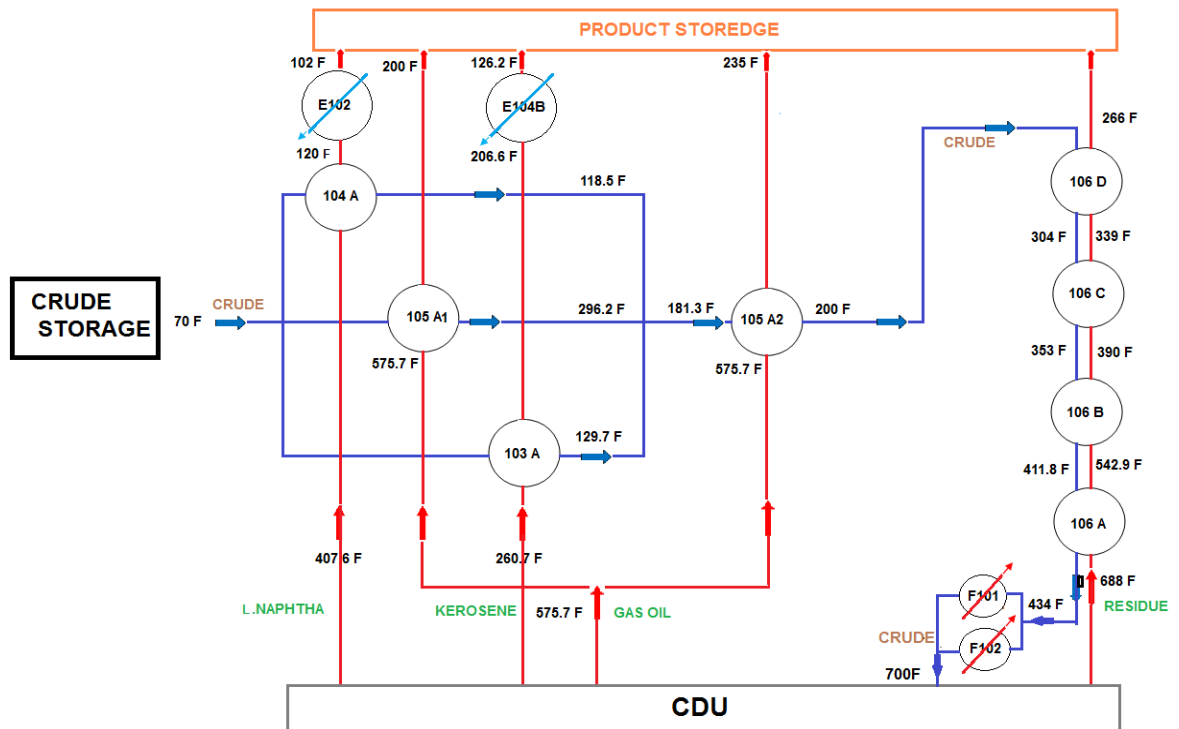 PRODUCT STOREDGE
102 F
200 F
126.2 F
235 F
E102
E104B
266 F
CRUDE
120 F
206.6 F
104 A
118.5 F
106 D
304 F
339 F
CRUDE STORAGE
70 F
CRUDE
105 A1
296.2 F
181.3 F
105 A2
200 F
106 C
575.7 F
575.7 F
353 F
390 F
106 B
103 A
129.7 F
411.8 F
542.9 F
106 A
407.6 F
260.7 F
688 F
L.NAPHTHA
KEROSENE
575.7 F
GAS OIL
F101
434 F
RESIDUE
CRUDE
F102
700F
CDU